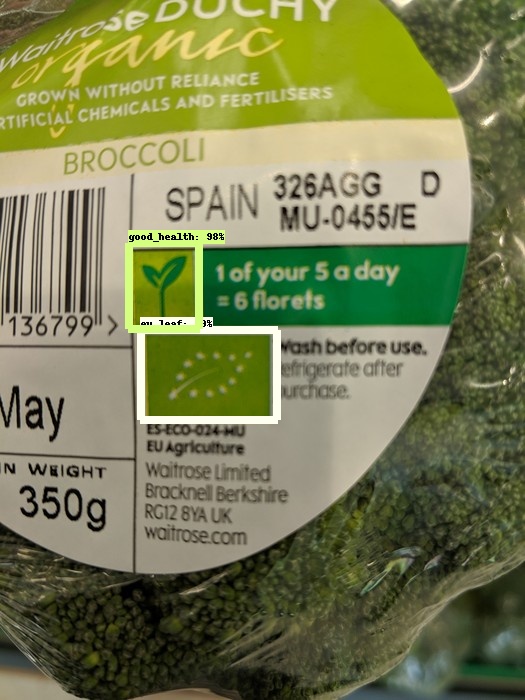 Waitrose DUCHY
organic
GROWN WITHOUT RELIANCE
ARTIFICIAL CHEMICALS AND FERTILISERS
BROCCOLI
SPAIN 326AGG D
MU-0455/E
good_health: 98%
1 of your 5 a day
= 6 florets
136799 >
Wash before use.
refrigerate after
purchase.
May
ES-ECO-024-MU
EU Agriculture
IN WEIGHT
350g
Waitrose Limited
Bracknell Berkshire
RG12 8YA UK
waitrose.com